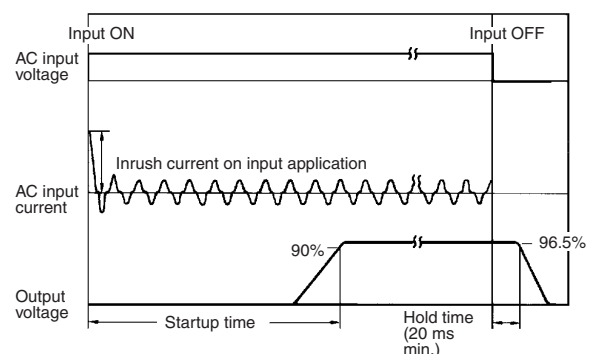 Input ON
Input OFF
AC input
voltage
Inrush current on input application
AC input
current
90%
96.5%
Output
voltage
Startup time
Hold time
(20 ms
min.)